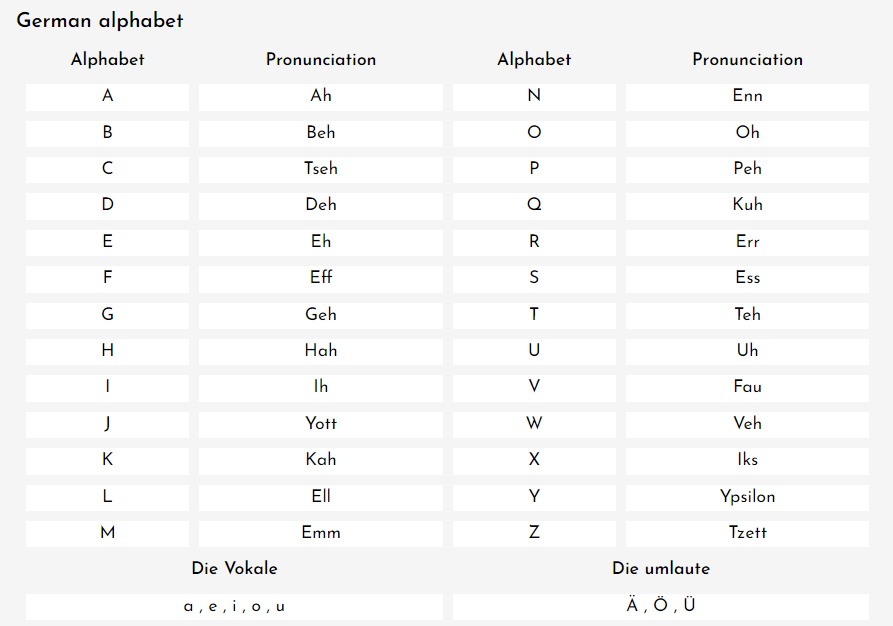 German alphabet
Alphabet Pronunciation Alphabet Pronunciation
A Ah N Enn
B Beh O Oh
C Tseh P Peh
D Deh Q Kuh
E Eh R Err
F Eff S Ess
G Geh T Teh
H Hah U Uh
I Ih V Fau
J Yott W Veh
K Kah X Iks
L Ell Y Ypsilon
M Emm Z Tzett
Die Vokale Die umlaute
a , e , i , o , u Ä , Ö , Ü